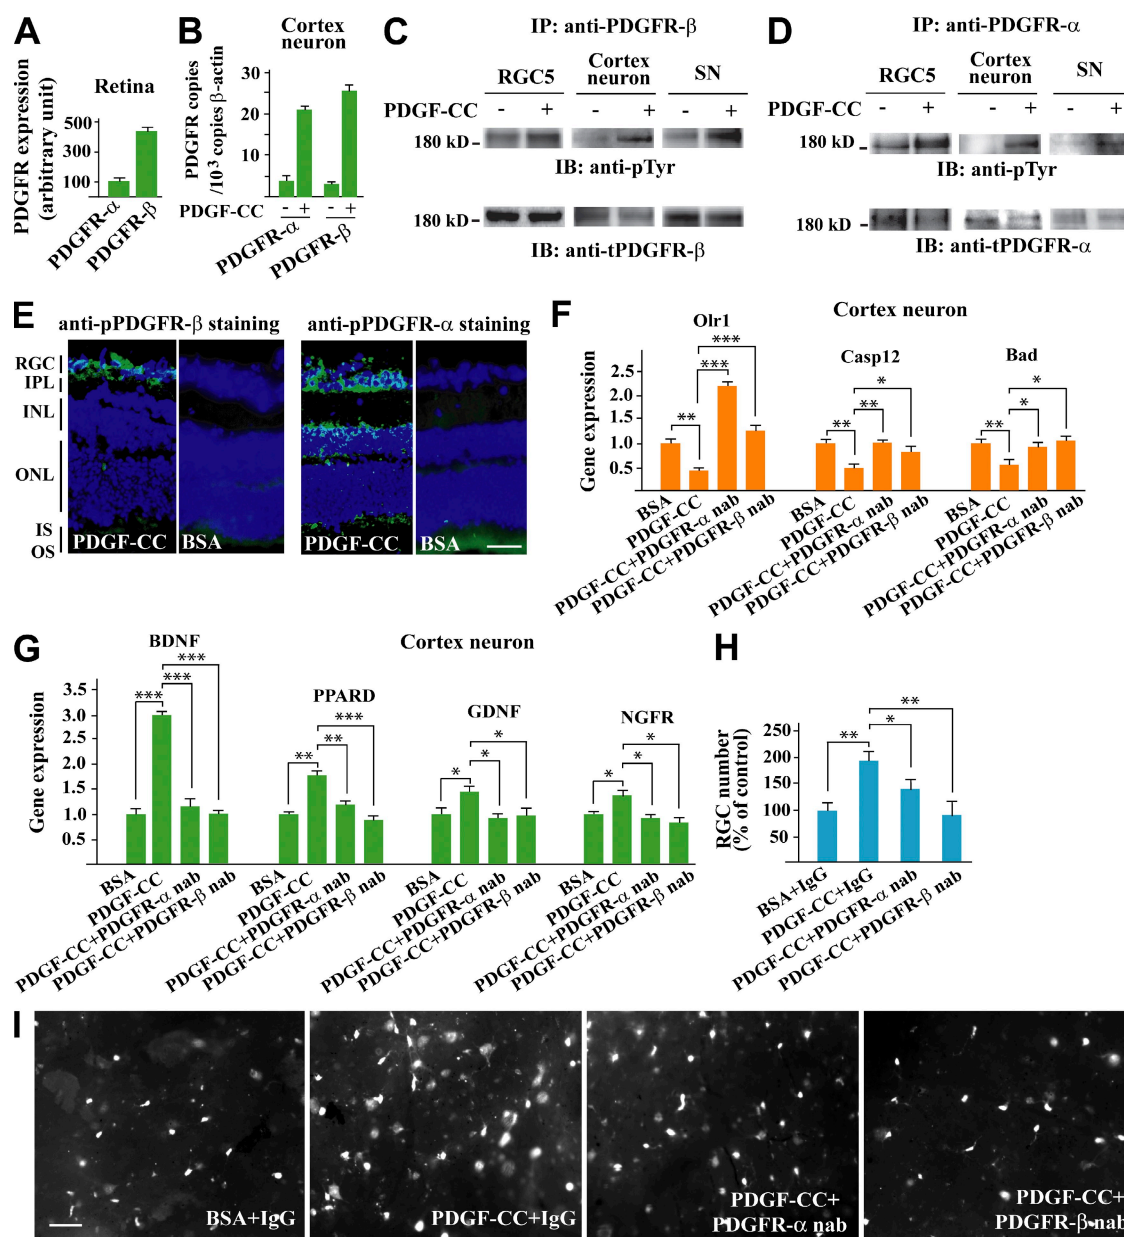 A
Retina
PDGFR expression
(arbitrary unit)
500
300
100
PDGFR-α
PDGFR-β
B
Cortex
neuron
PDGFR copies
/10³ copies β-actin
30
20
10
PDGF-CC
- + - +
PDGFR-α
PDGFR-β
C
IP: anti-PDGFR-β
RGC5
Cortex
neuron
SN
PDGF-CC - + - + - +
180 kD
IB: anti-pTyr
180 kD
IB: anti-tPDGFR-β
D
IP: anti-PDGFR-α
RGC5
Cortex
neuron
SN
PDGF-CC - + - + - +
180 kD
IB: anti-pTyr
180 kD
IB: anti-tPDGFR-α
E
anti-pPDGFR-β staining
anti-pPDGFR-α staining
RGC
IPL
INL
ONL
IS
OS
PDGF-CC
BSA
PDGF-CC
BSA
F
Cortex neuron
Gene expression
2.5
2.0
1.5
1.0
0.5
Olr1
** *** ***
BSA
PDGF-CC
PDGF-CC+PDGFR-α nab
PDGF-CC+PDGFR-β nab
Casp12
** ** *
BSA
PDGF-CC
PDGF-CC+PDGFR-α nab
PDGF-CC+PDGFR-β nab
Bad
** * *
BSA
PDGF-CC
PDGF-CC+PDGFR-α nab
PDGF-CC+PDGFR-β nab
G
Cortex neuron
Gene expression
3.5
3.0
2.5
2.0
1.5
1.0
0.5
BDNF
*** *** ***
BSA
PDGF-CC
PDGF-CC+PDGFR-α nab
PDGF-CC+PDGFR-β nab
PPARD
** ** ***
BSA
PDGF-CC
PDGF-CC+PDGFR-α nab
PDGF-CC+PDGFR-β nab
GDNF
* * *
BSA
PDGF-CC
PDGF-CC+PDGFR-α nab
PDGF-CC+PDGFR-β nab
NGFR
* * *
BSA
PDGF-CC
PDGF-CC+PDGFR-α nab
PDGF-CC+PDGFR-β nab
H
RGC number
(% of control)
250
200
150
100
50
** * **
BSA+IgG
PDGF-CC+IgG
PDGF-CC+PDGFR-α nab
PDGF-CC+PDGFR-β nab
I
BSA+IgG
PDGF-CC+IgG
PDGF-CC+
PDGFR-α nab
PDGF-CC+
PDGFR-β nab